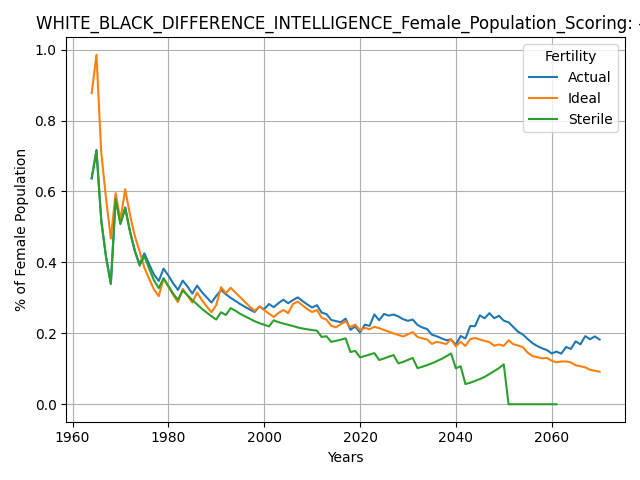 WHITE_BLACK_DIFFERENCE_INTELLIGENCE_Female_Population_Scoring:
Fertility
Actual
Ideal
Sterile
% of Female Population
1.0
0.8
0.6
0.4
0.2
0.0
1960
1980
2000
2020
2040
2060
Years